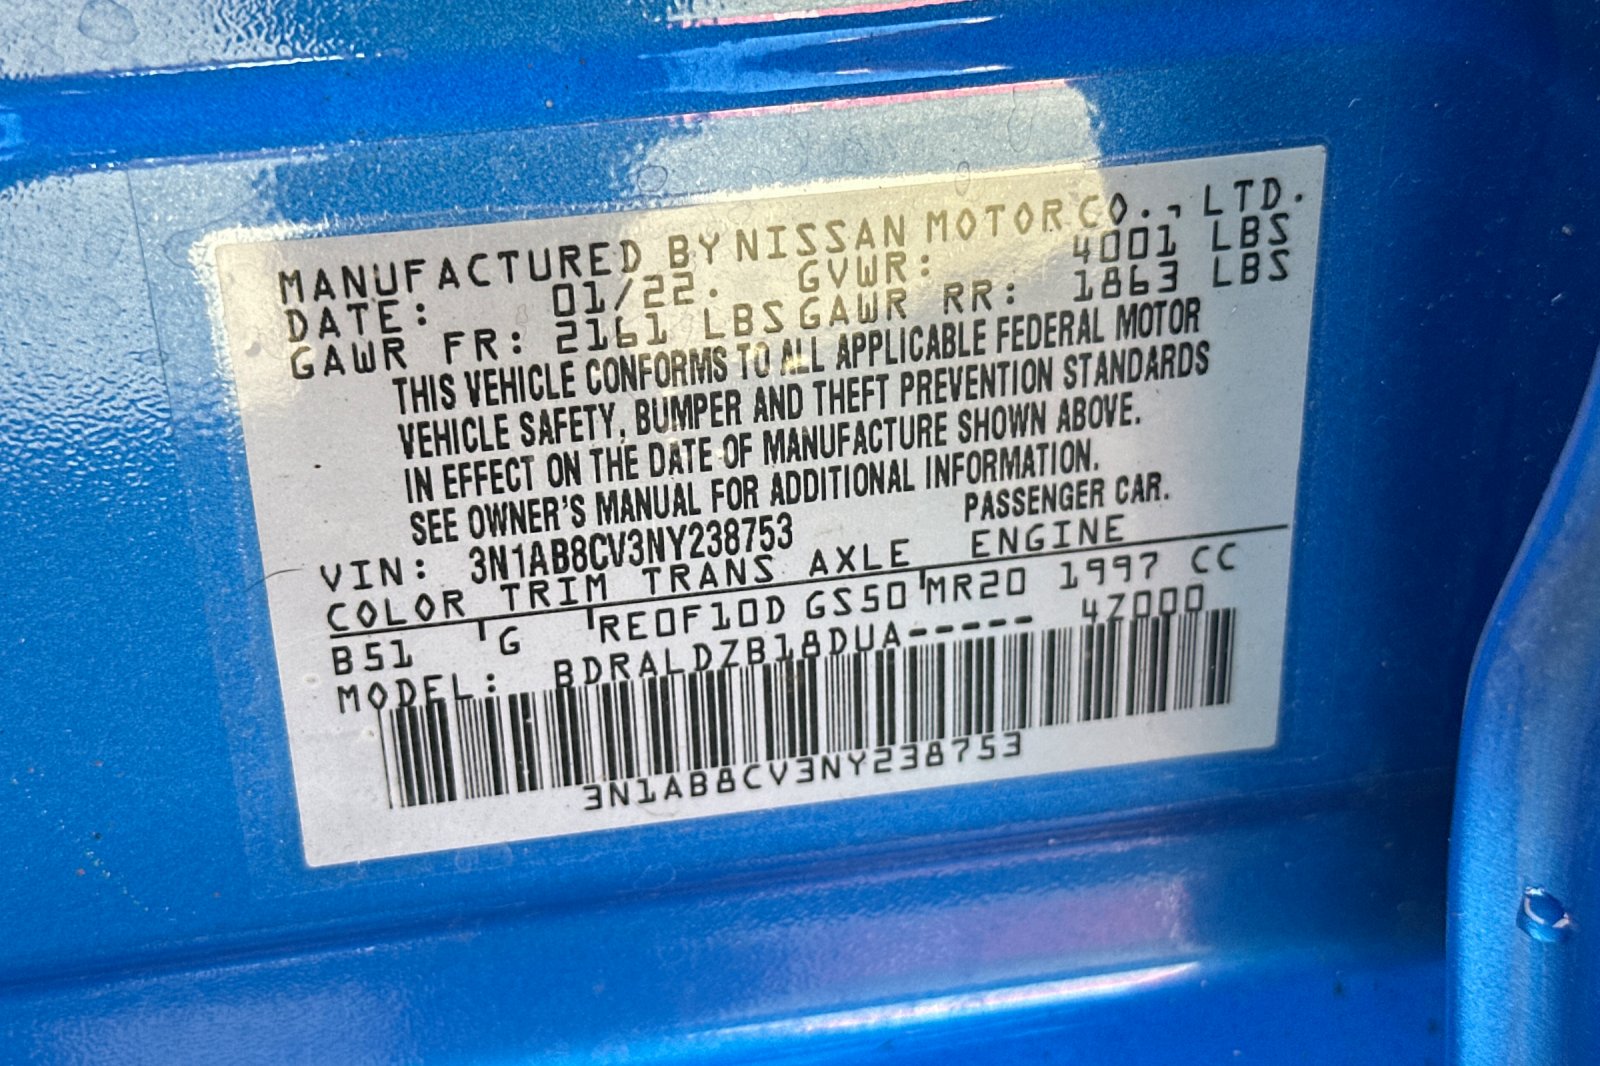 MANUFACTURED BY NISSAN MOTOR CO., LTD.
DATE: 01/22. GVWR: 4001 LBS
GAWR FR: 2161 LBS GAWR RR: 1863 LBS
THIS VEHICLE CONFORMS TO ALL APPLICABLE FEDERAL MOTOR
VEHICLE SAFETY, BUMPER AND THEFT PREVENTION STANDARDS
IN EFFECT ON THE DATE OF MANUFACTURE SHOWN ABOVE.
SEE OWNER'S MANUAL FOR ADDITIONAL INFORMATION.
VIN: 3N1AB8CV3NY238753 PASSENGER CAR.
COLOR TRIM TRANS AXLE ENGINE
B51 G RE0F10D GS50 MR20 1997 CC
MODEL: BDRALDZB18DUA----- 4Z000
3N1AB8CV3NY238753